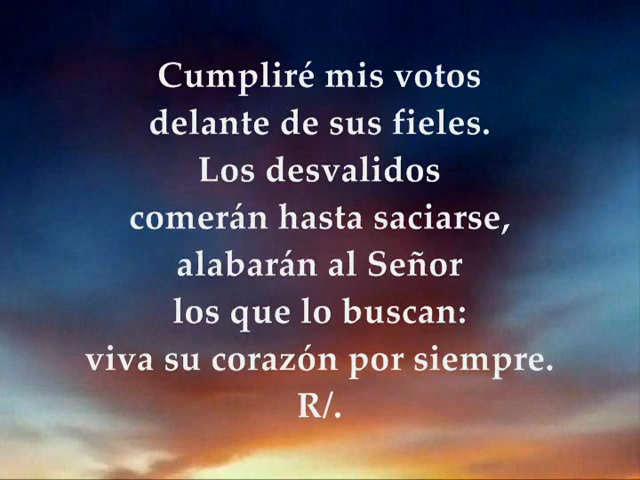 Cumpliré mis votos
delante de sus fieles.
Los desvalidos
comerán hasta saciarse,
alabarán al Señor
los que lo buscan:
viva su corazón por siempre.
R/.